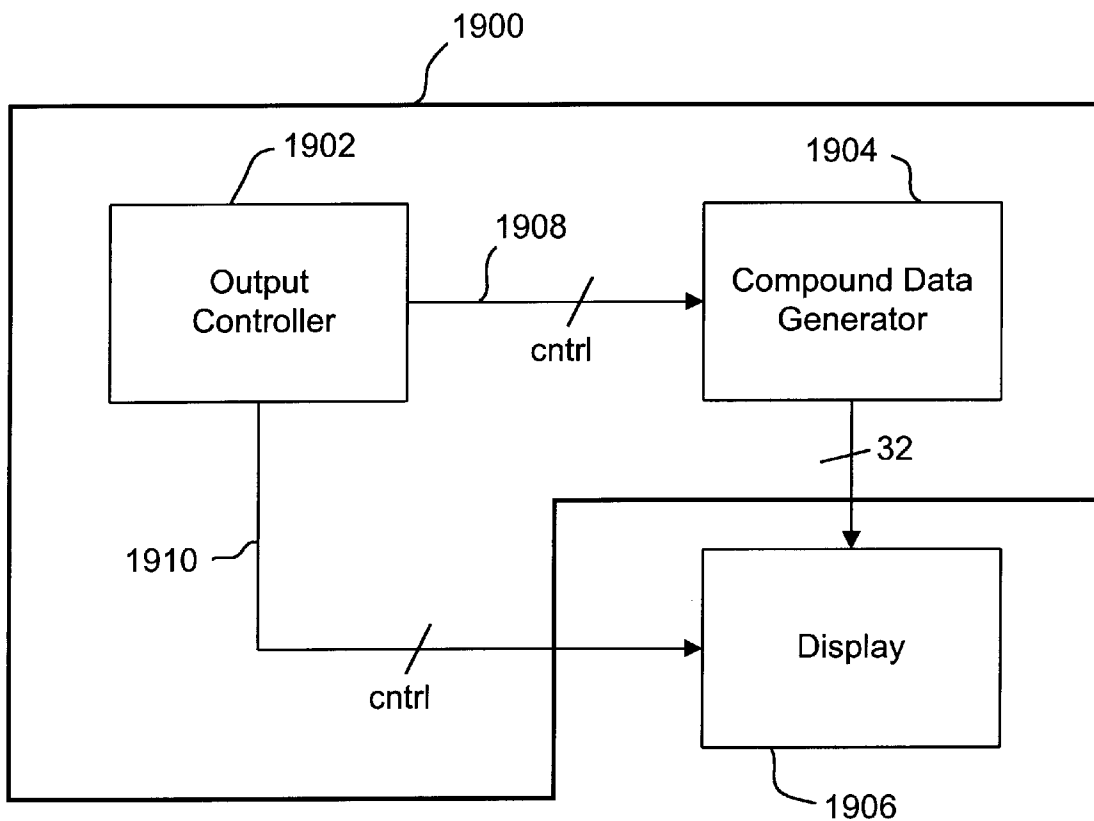 1900
1902
1904
1908
Output
Controller
Compound Data
Generator
cntrl
32
1910
Display
cntrl
1906